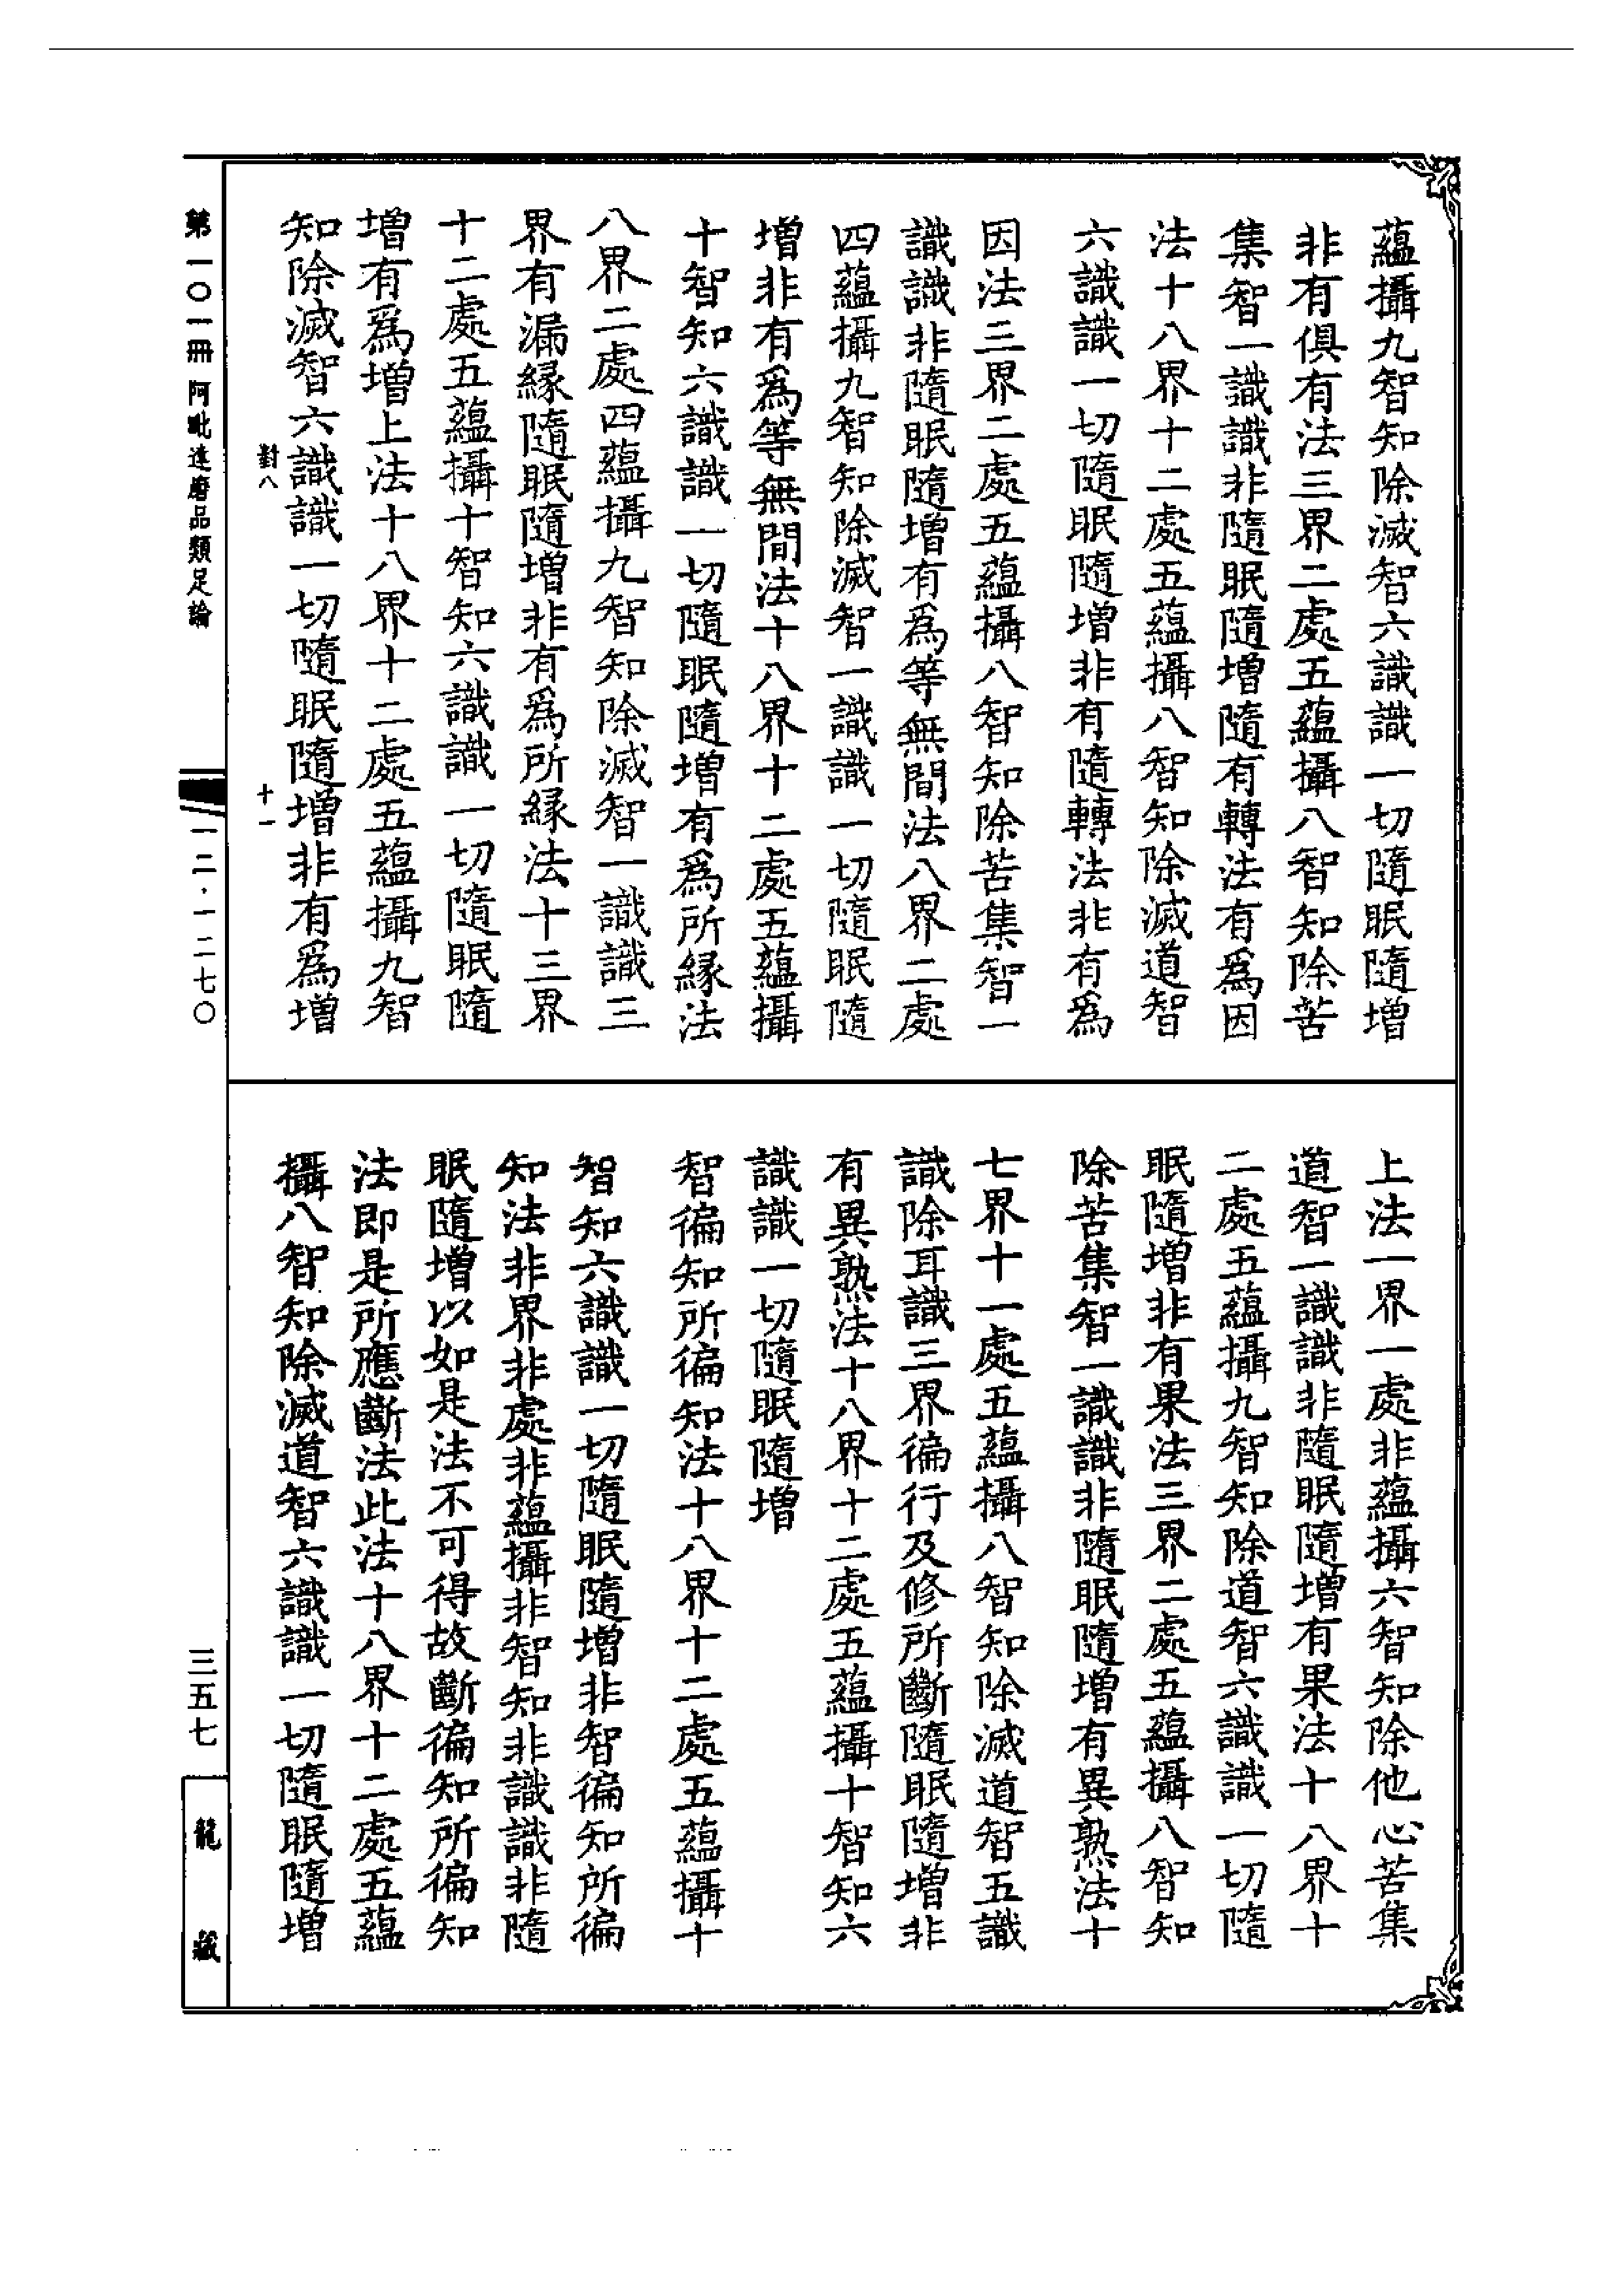 蘊攝九智知除滅智六識識一切隨眠隨增
非有俱有法三界二處五蘊攝八智知除苦
集智一識識非隨眠隨增隨有轉法有爲因
法十八界十二處五蘊攝八智知除滅道智
六識識一切隨眠隨增非有隨轉法非有爲
因法三界二處五蘊攝八智知除苦集智一
識識非隨眠隨增有爲等無間法八界二處
四蘊攝九智知除滅智一識識一切隨眠隨
增非有爲等無間法十八界十二處五蘊攝
十智知六識識一切隨眠隨增有爲所緣法
八界二處四蘊攝九智知除滅智一識識三
界有漏緣隨眠隨增非有爲所緣法十三界
十二處五蘊攝十智知六識識一切隨眠隨
增有爲增上法十八界十二處五蘊攝九智
知除滅智六識識一切隨眠隨增非有爲增
對八 十一
上法一界一處非蘊攝六智知除他心苦集
道智一識識非隨眠隨增有果法十八界十
二處五蘊攝九智知除道智六識識一切隨
眠隨增非有果法三界二處五蘊攝八智知
除苦集智一識識非隨眠隨增有異熟法十
七界十一處五蘊攝八智知除滅道智五識
識除耳識三界徧行及修所斷隨眠隨增非
有異熟法十八界十二處五蘊攝十智知六
識識一切隨眠隨增
智徧知所徧知法十八界十二處五蘊攝十
智知六識識一切隨眠隨增非智徧知所徧
知法非界非處非蘊攝非智知非識識非隨
眠隨增以如是法不可得故斷徧知所徧知
法即是所應斷法此法十八界十二處五蘊
攝八智知除滅道智六識識一切隨眠隨增
第一〇一冊 阿毗達磨品類足論
一二·一二七〇
三五七
龍藏